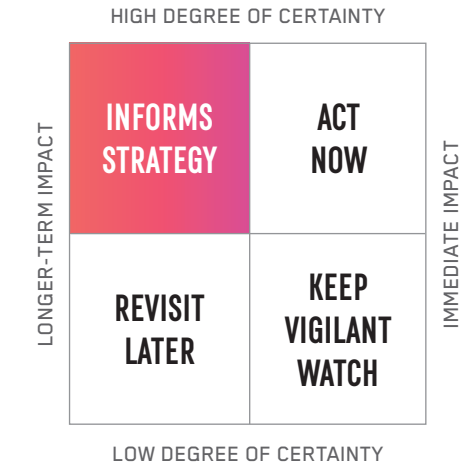 HIGH DEGREE OF CERTAINTY
LONGER-TERM IMPACT
INFORMS
STRATEGY
ACT
NOW
IMMEDIATE IMPACT
REVISIT
LATER
KEEP
VIGILANT
WATCH
LOW DEGREE OF CERTAINTY